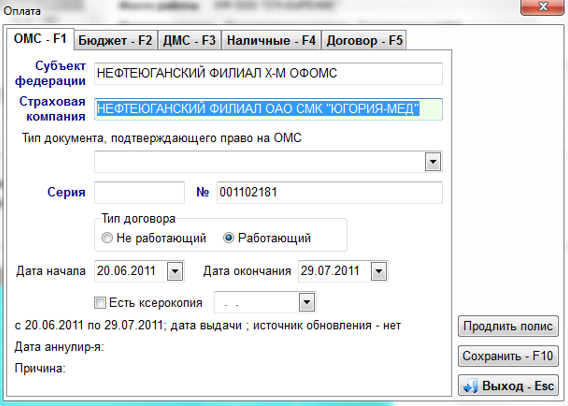 Оплата
ОМС - F1 Бюджет - F2 ДМС - F3 Наличные - F4 Договор - F5
Субъект федерации НЕФТЕЮГАНСКИЙ ФИЛИАЛ Х-М ОФОМС
Страховая компания НЕФТЕЮГАНСКИЙ ФИЛИАЛ ОАО СМК "ЮГОРИЯ-МЕД"
Тип документа, подтверждающего право на ОМС
Серия № 001102181
Тип договора
Не работающий Работающий
Дата начала 20.06.2011 Дата окончания 29.07.2011
Есть ксерокопия . .
с 20.06.2011 по 29.07.2011; дата выдачи ; источник обновления - нет
Дата аннулир-я:
Причина:
Продлить полис
Сохранить - F10
Выход - Esc